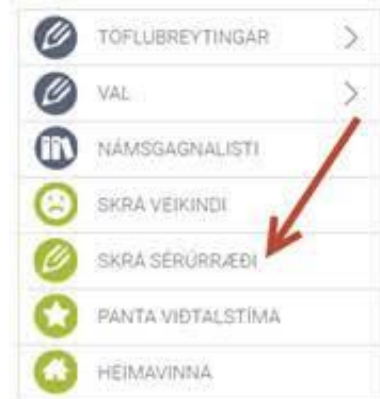 TÖFLUBREYTINGAR
VAL
NÁMSGAGNALISTI
SKRÁ VEIKINDI
SKRÁ SÉRÚRRÆÐI
PANTA VIÐTALSTÍMA
HEIMAVINNA